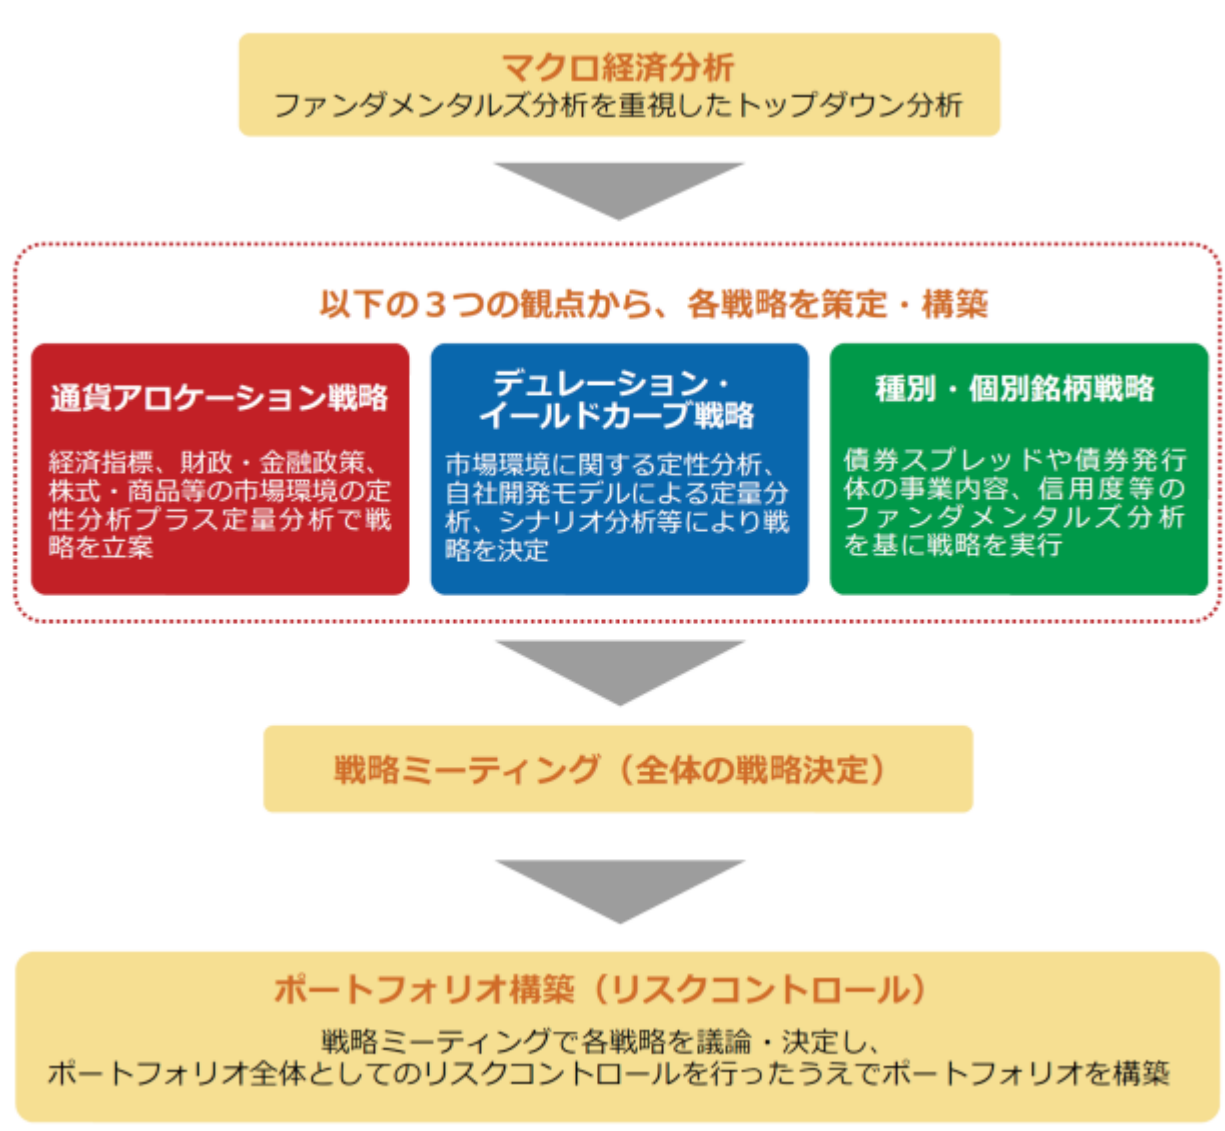 マクロ経済分析
ファンダメンタルズ分析を重視したトップダウン分析
以下の３つの観点から、各戦略を策定・構築
通貨アロケーション戦略
経済指標、財政・金融政策、
株式・商品等の市場環境の定
性分析プラス定量分析で戦
略を立案
デュレーション・
イールドカーブ戦略
市場環境に関する定性分析、
自社開発モデルによる定量分
析、シナリオ分析等により戦
略を決定
種別・個別銘柄戦略
債券スプレッドや債券発行
体の事業内容、信用度等の
ファンダメンタルズ分析
を基に戦略を実行
戦略ミーティング（全体の戦略決定）
ポートフォリオ構築（リスクコントロール）
戦略ミーティングで各戦略を議論・決定し、
ポートフォリオ全体としてのリスクコントロールを行ったうえでポートフォリオを構築